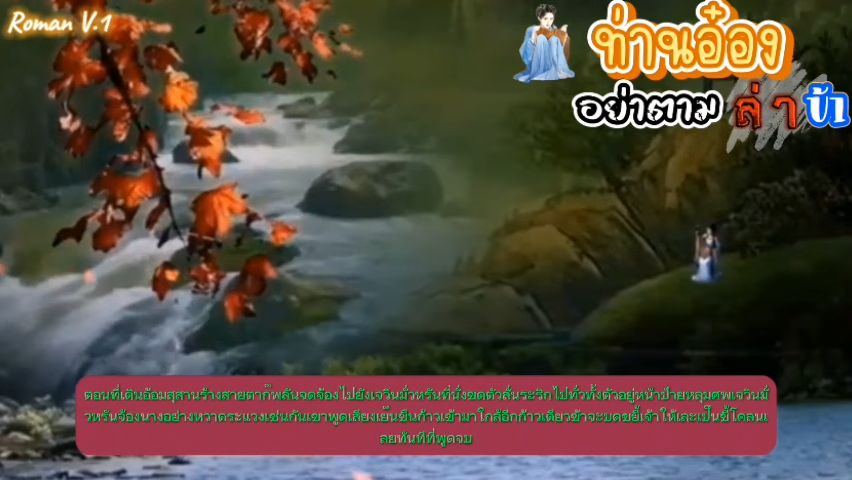 Roman V.1
ท่านอ๋อง
อย่าตาม ล่า ข้า
ตอนที่เดินอ้อมสุสานร้างสายตาก็พลันจดจ้องไปยังเจวินมั่วหรันที่นั่งขดตัวสั่นระริกไปทั่วทั้งตัวอยู่หน้าป้ายหลุมศพเจวินมั่
วหรันจ้องนางอย่างหวาดระแวงเช่นกันเขาพูดเสียงเย็นขืนก้าวเข้ามาใกล้อีกก้าวเดียวข้าจะบดขยี้เจ้าให้เละเป็นขี้โคลนเ
ลยทันทีที่พูดจบ